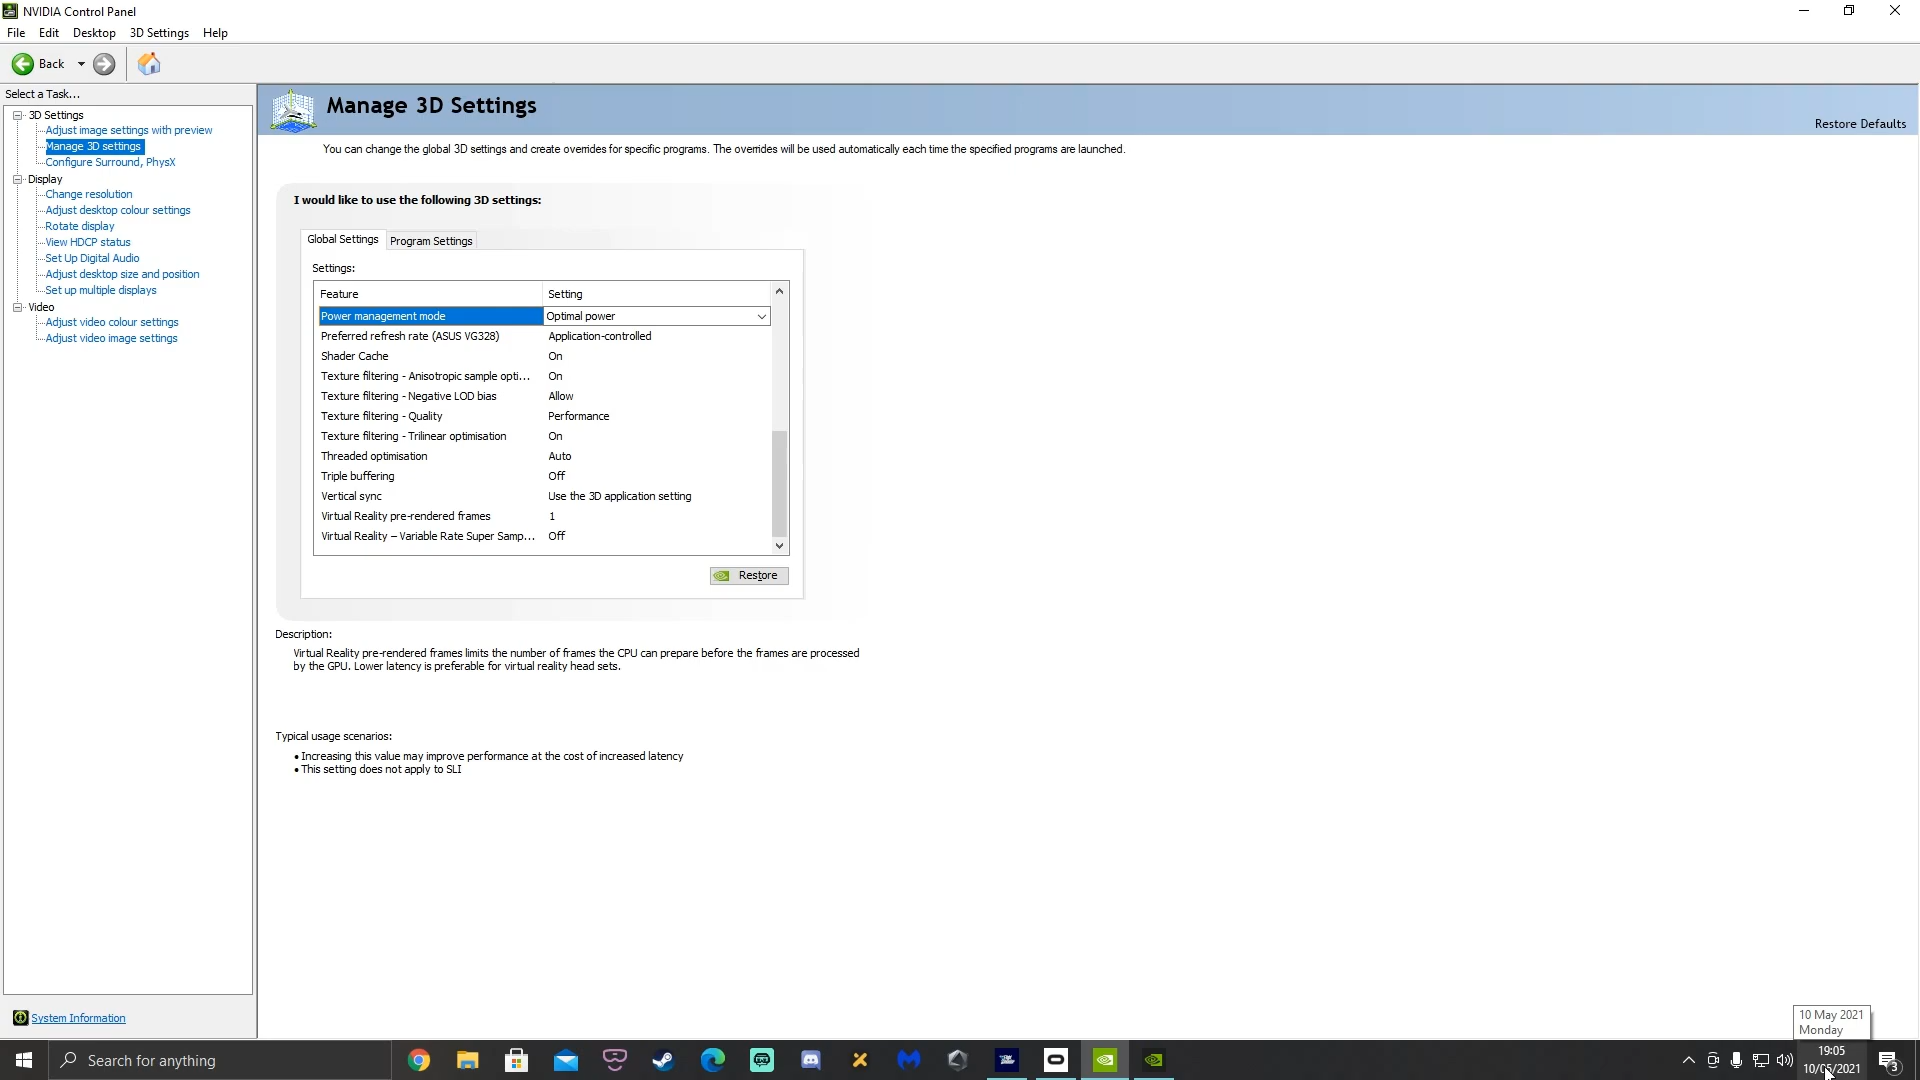 NVIDIA Control Panel
File Edit Desktop 3D Settings Help
Back
Select a Task...
3D Settings
Adjust image settings with preview
Manage 3D settings
Configure Surround, PhysX
Display
Change resolution
Adjust desktop colour settings
Rotate display
View HDCP status
Set Up Digital Audio
Adjust desktop size and position
Set up multiple displays
Video
Adjust video colour settings
Adjust video image settings
System Information
Manage 3D Settings
Restore Defaults
You can change the global 3D settings and create overrides for specific programs. The overrides will be used automatically each time the specified programs are launched.
I would like to use the following 3D settings:
Global Settings Program Settings
Settings:
Feature Setting
Power management mode Optimal power
Preferred refresh rate (ASUS VG328) Application-controlled
Shader Cache On
Texture filtering - Anisotropic sample opti... On
Texture filtering - Negative LOD bias Allow
Texture filtering - Quality Performance
Texture filtering - Trilinear optimisation On
Threaded optimisation Auto
Triple buffering Off
Vertical sync Use the 3D application setting
Virtual Reality pre-rendered frames 1
Virtual Reality – Variable Rate Super Samp... Off
Restore
Description:
Virtual Reality pre-rendered frames limits the number of frames the CPU can prepare before the frames are processed
by the GPU. Lower latency is preferable for virtual reality head sets.
Typical usage scenarios:
• Increasing this value may improve performance at the cost of increased latency
• This setting does not apply to SLI
10 May 2021
Monday
Search for anything
19:05
10/05/2021
3